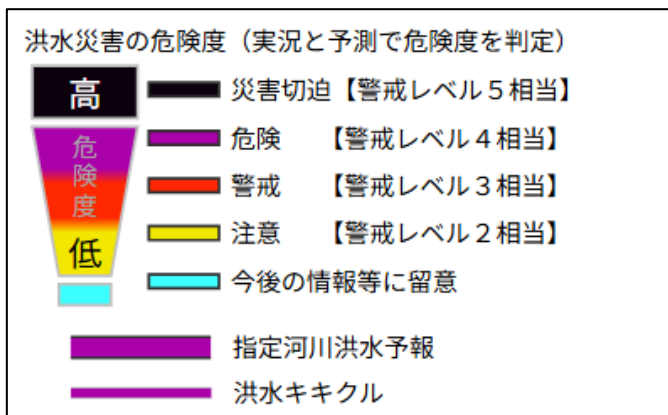 洪水災害の危険度（実況と予測で危険度を判定）
高
災害切迫【警戒レベル５相当】
危険度
危険　　【警戒レベル４相当】
警戒　　【警戒レベル３相当】
注意　　【警戒レベル２相当】
低
今後の情報等に留意
指定河川洪水予報
洪水キキクル